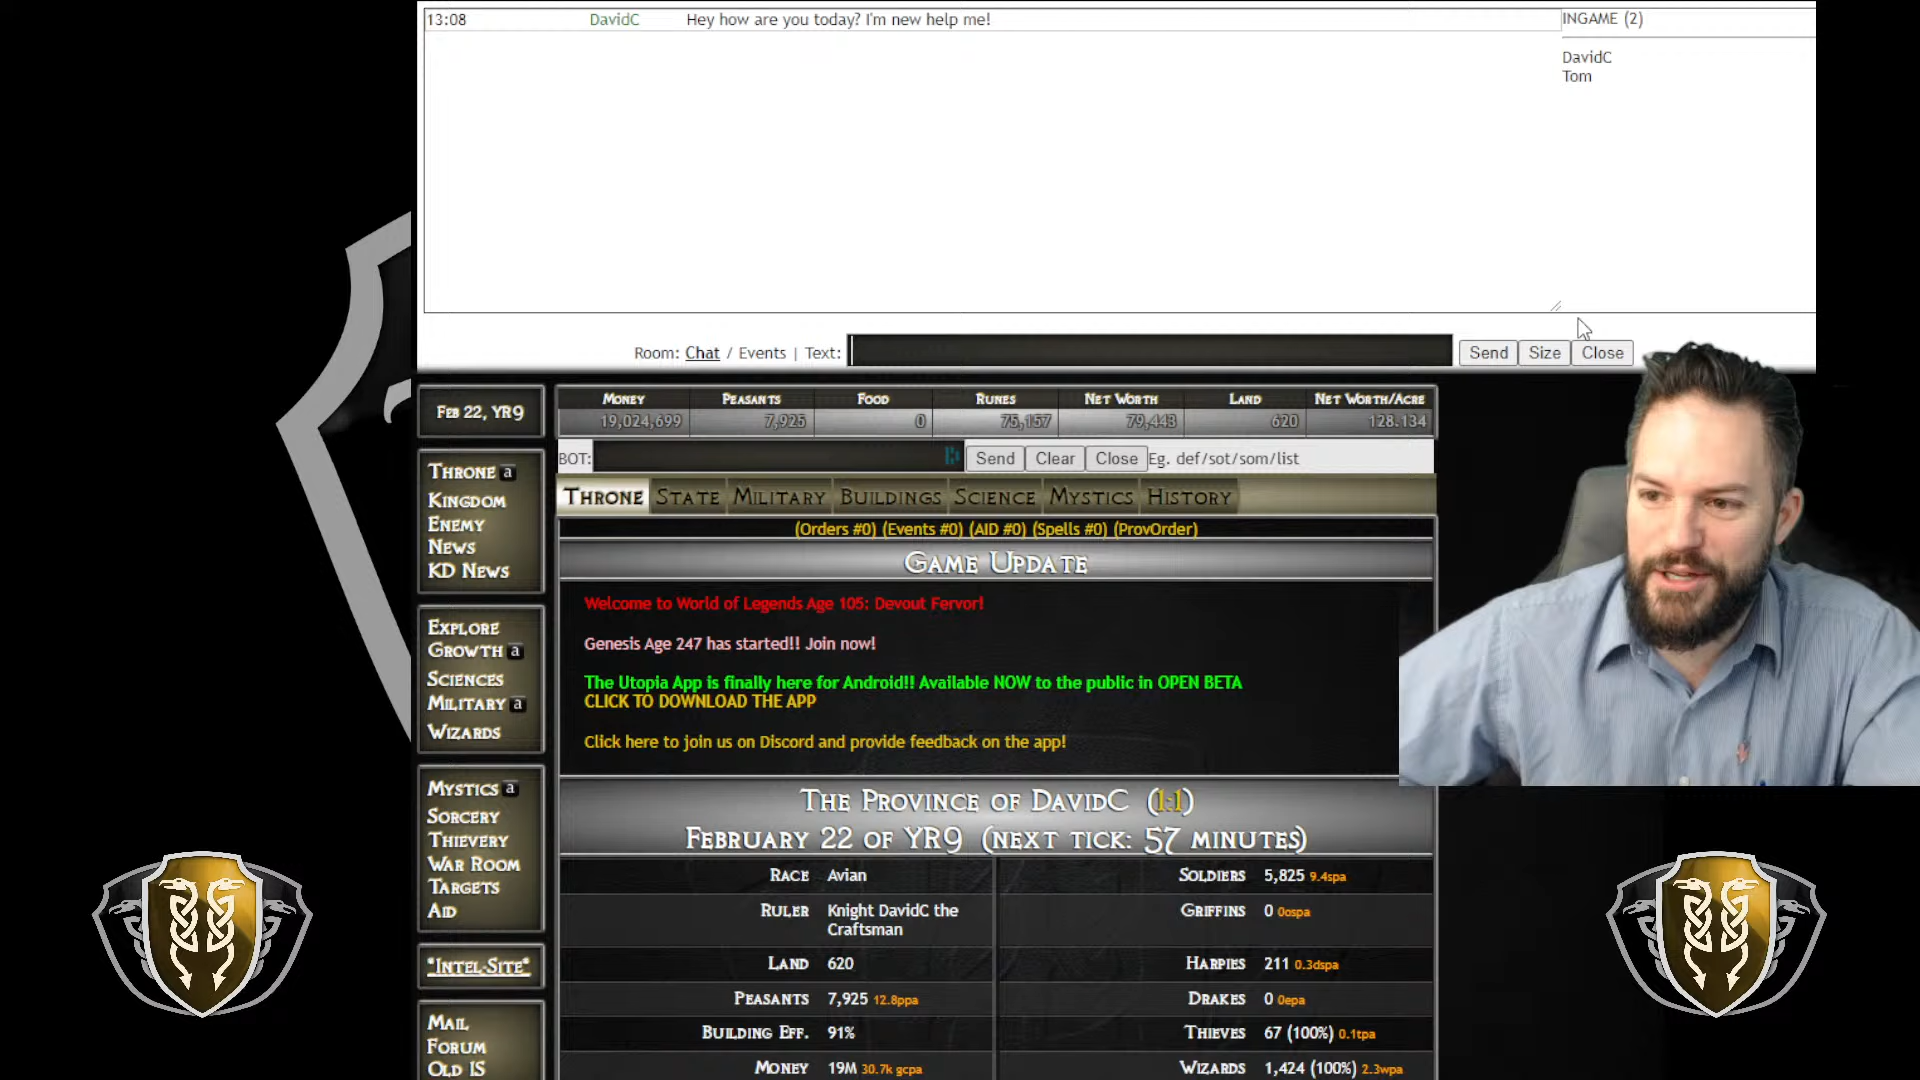 13:08 DavidC Hey how are you today? I'm new help me!
INGAME (2)
DavidC
Tom
Room: Chat / Events | Text: Send Size Close
Feb 22, YR9
Money Peasants Food Runes Net Worth Land Net Worth/Acre
19,024,699 7,925 0 75,157 79,443 620 128.134
BOT: Send Clear Close Eg. def/sot/som/list
Throne State Military Buildings Science Mystics History
(Orders #0) (Events #0) (AID #0) (Spells #0) (ProvOrder)
Throne a
Kingdom
Enemy
News
KD News
Explore
Growth a
Sciences
Military a
Wizards
Mystics a
Sorcery
Thievery
War Room
Targets
Aid
*Intel-Site*
Mail
Forum
Old IS
Game Update
Welcome to World of Legends Age 105: Devout Fervor!
Genesis Age 247 has started!! Join now!
The Utopia App is finally here for Android!! Available NOW to the public in OPEN BETA
CLICK TO DOWNLOAD THE APP
Click here to join us on Discord and provide feedback on the app!
The Province of DavidC (1:1)
February 22 of YR9 (next tick: 57 minutes)
Race Avian
Soldiers 5,825 9.4spa
Ruler Knight DavidC the
Craftsman
Griffins 0 0ospa
Land 620
Harpies 211 0.3dspa
Peasants 7,925 12.8ppa
Drakes 0 0epa
Building Eff. 91%
Thieves 67 (100%) 0.1tpa
Money 19M 30.7k gcpa
Wizards 1,424 (100%) 2.3wpa